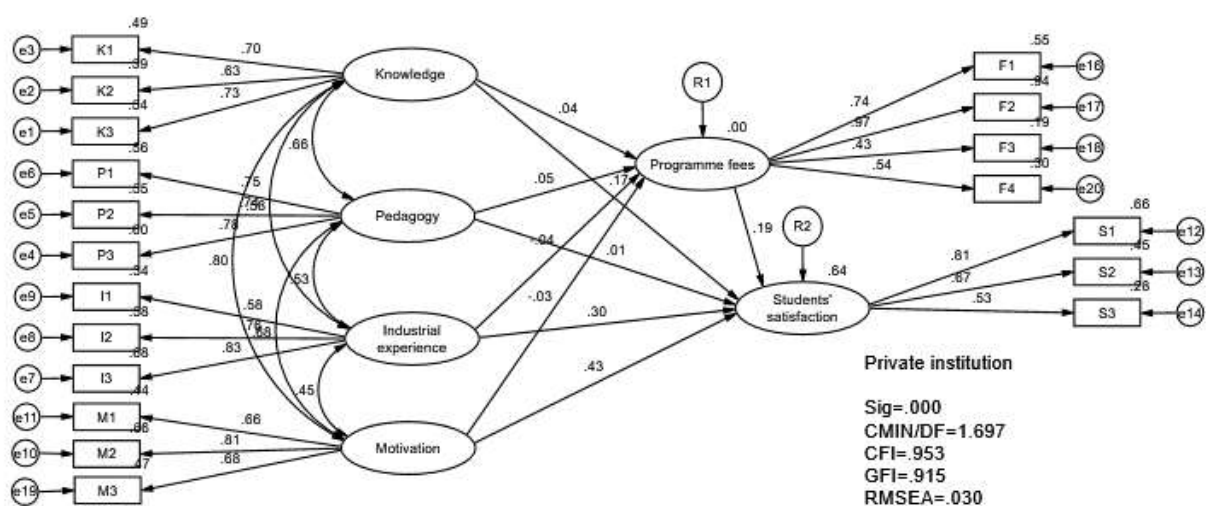 .49
e3 K1 .70
.39
e2 K2 .63
.54
e1 K3 .73
.56
e6 P1 .75
.55
e5 P2
.60
e4 P3 .78
.34
e9 I1 .58
.58
e8 I2 .76
.68
e7 I3 .83
.44
e11 M1 .66
.66
e10 M2 .81
.47
e19 M3 .68
Knowledge
.66
Pedagogy
.53
.80
Industrial
experience
.45
Motivation
.04
.05
-.04
-.03
.17
.01
.30
.43
R1
.00
Programme fees
.19
R2
.64
Students'
satisfaction
.55
.74 F1 e16
.94
.97 F2 e17
.19
.43 F3 e18
.30
.54 F4 e20
.66
.81 S1 e12
.45
.67 S2 e13
.28
.53 S3 e14
Private institution
Sig=.000
CMIN/DF=1.697
CFI=.953
GFI=.915
RMSEA=.030